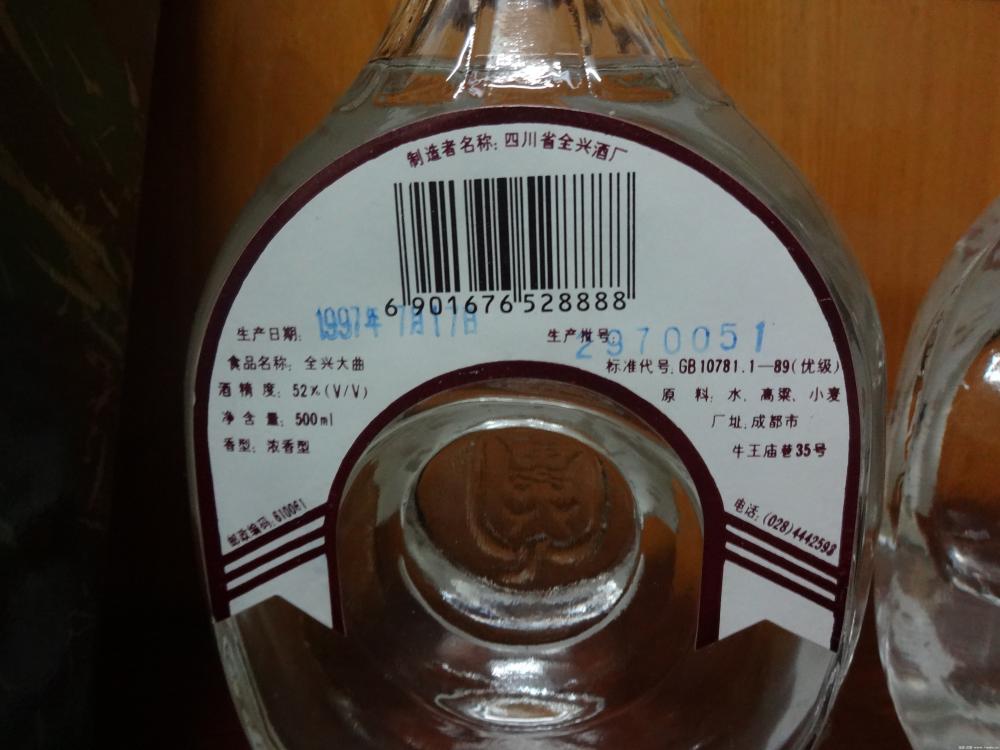 制造者名称: 四川省全兴酒厂
6 901676 528888
生产日期: 1997年 7月17日
生产批号: 2970051
食品名称: 全兴大曲
标准代号. GB10781.1—89(优级)
酒 精 度: 52%(V/V)
原 料: 水、高粱、小麦
净 含 量: 500ml
厂址: 成都市
香型: 浓香型
牛王庙巷35号
邮政编码: 610061
电话: (028)4442598